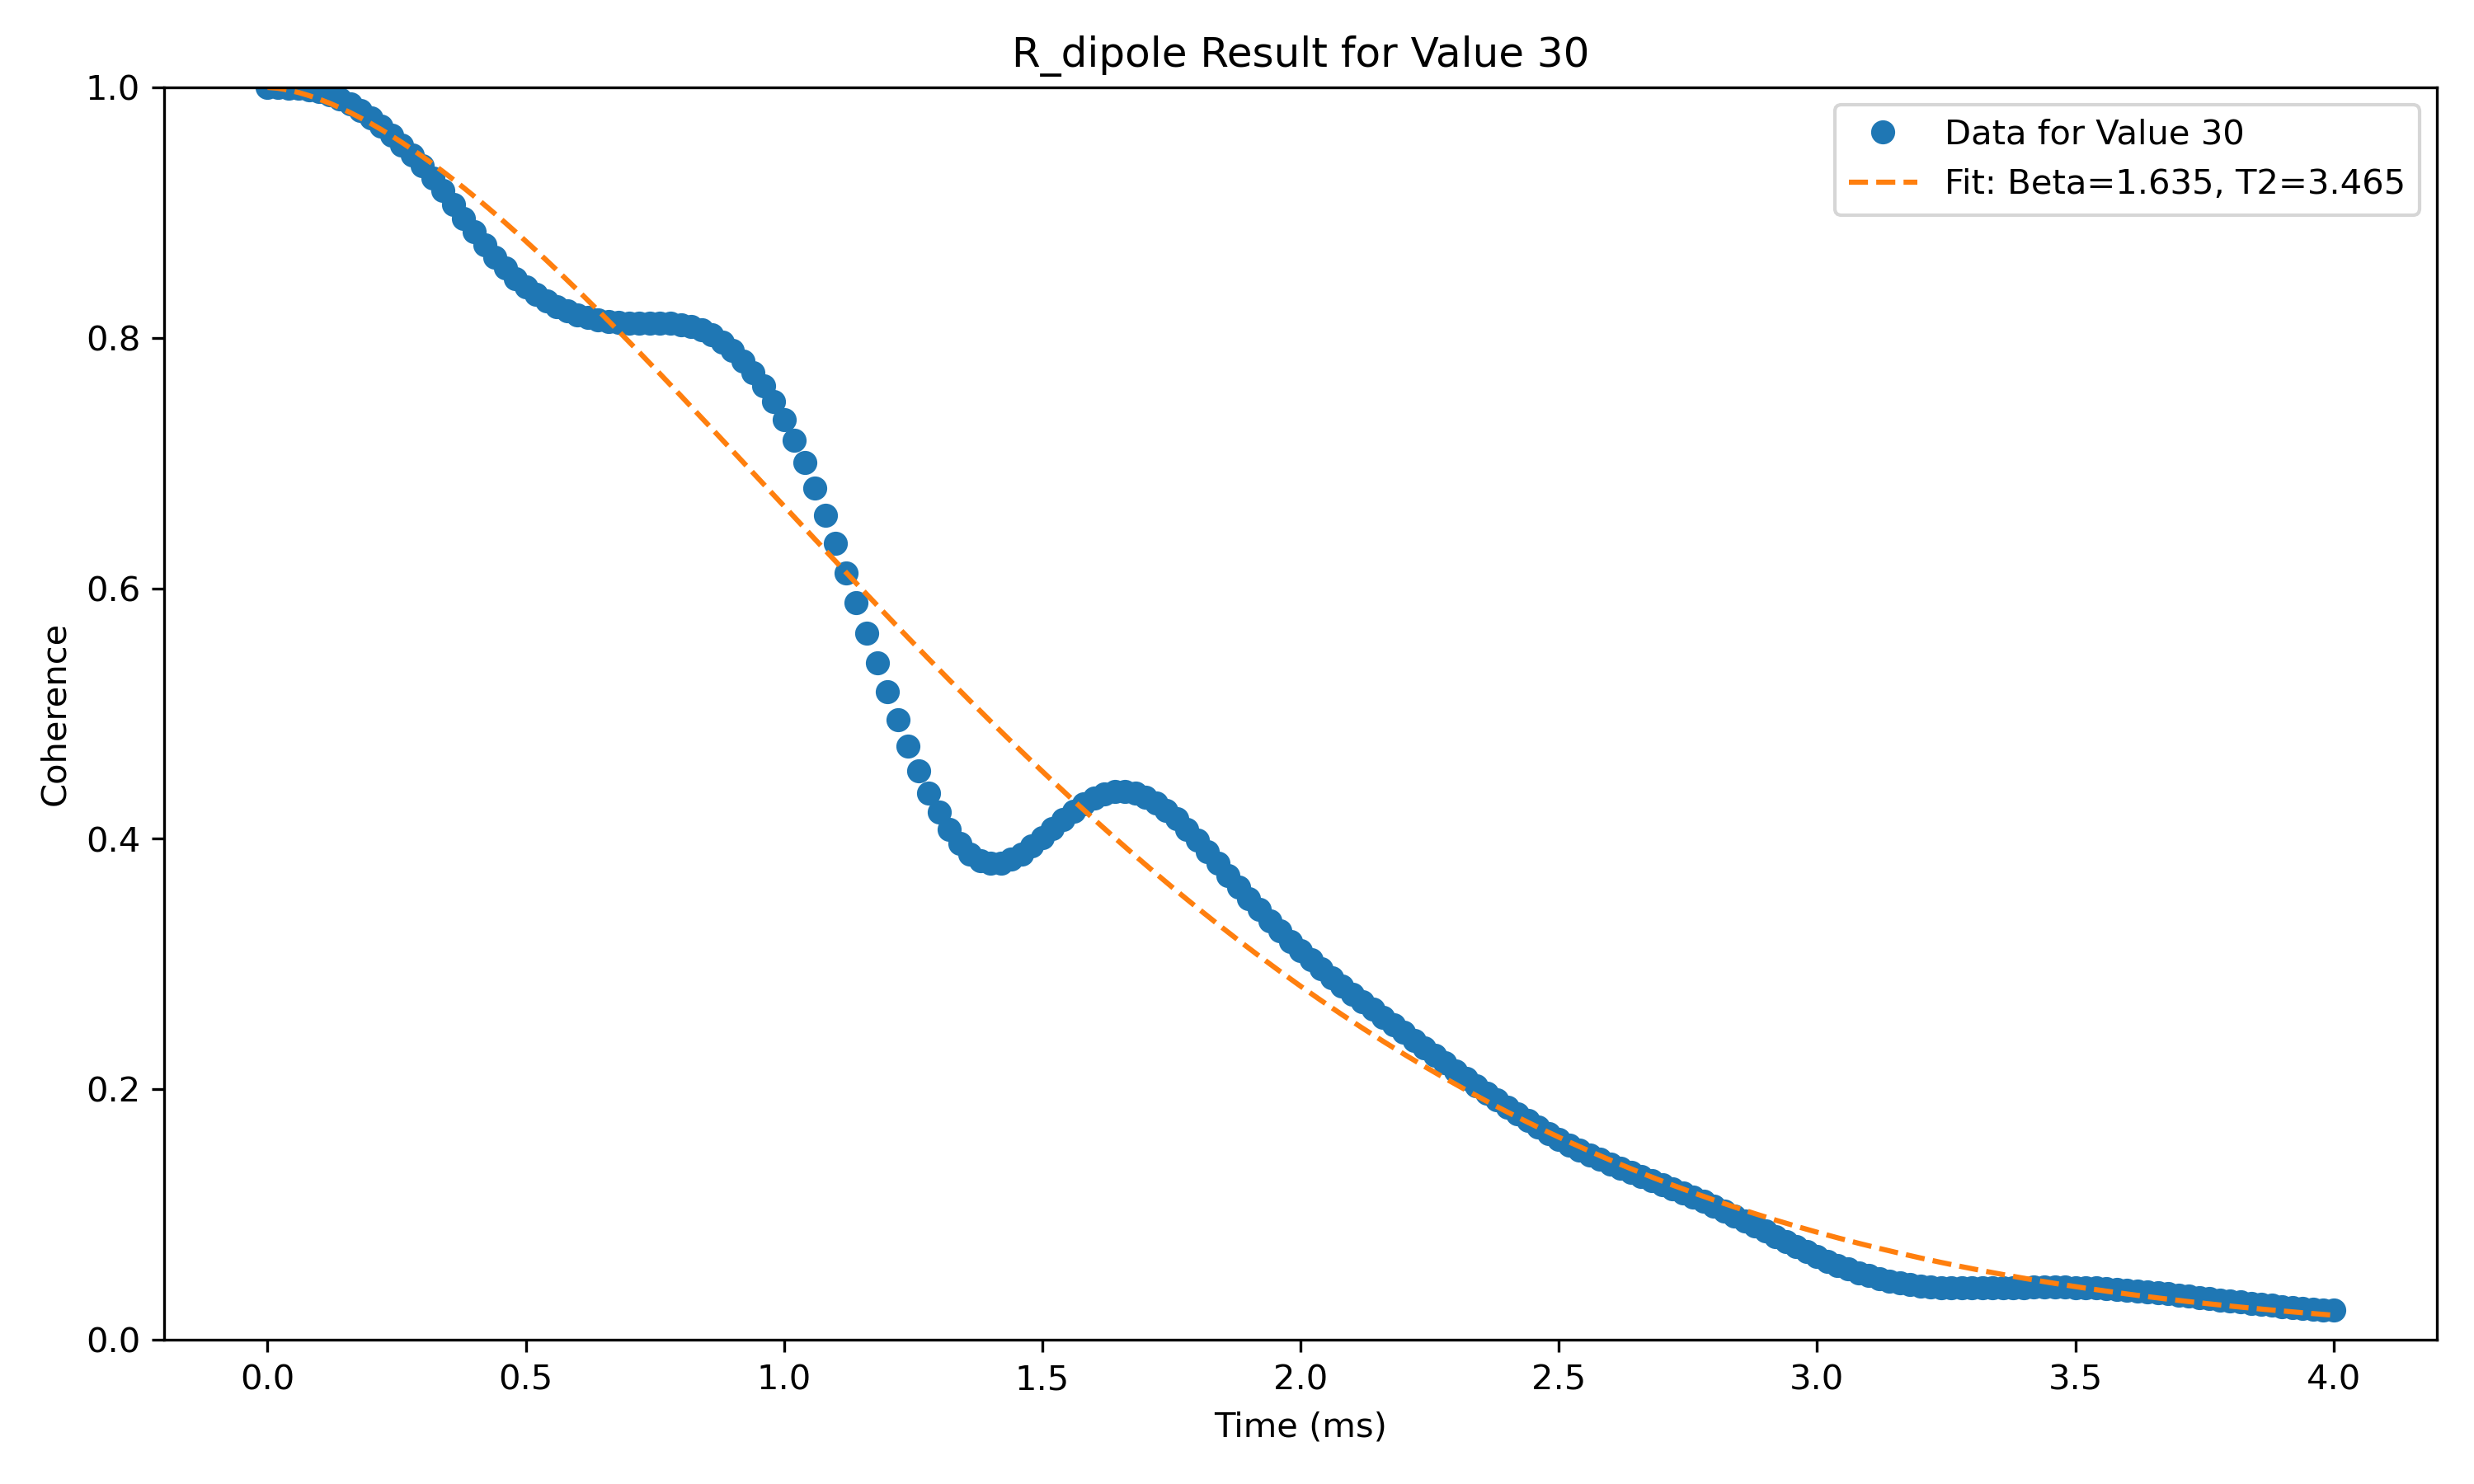 R_dipole Result for Value 30
Data for Value 30
Fit: Beta=1.635, T2=3.465
Coherence
1.0
0.8
0.6
0.4
0.2
0.0
0.0 0.5 1.0 1.5 2.0 2.5 3.0 3.5 4.0
Time (ms)